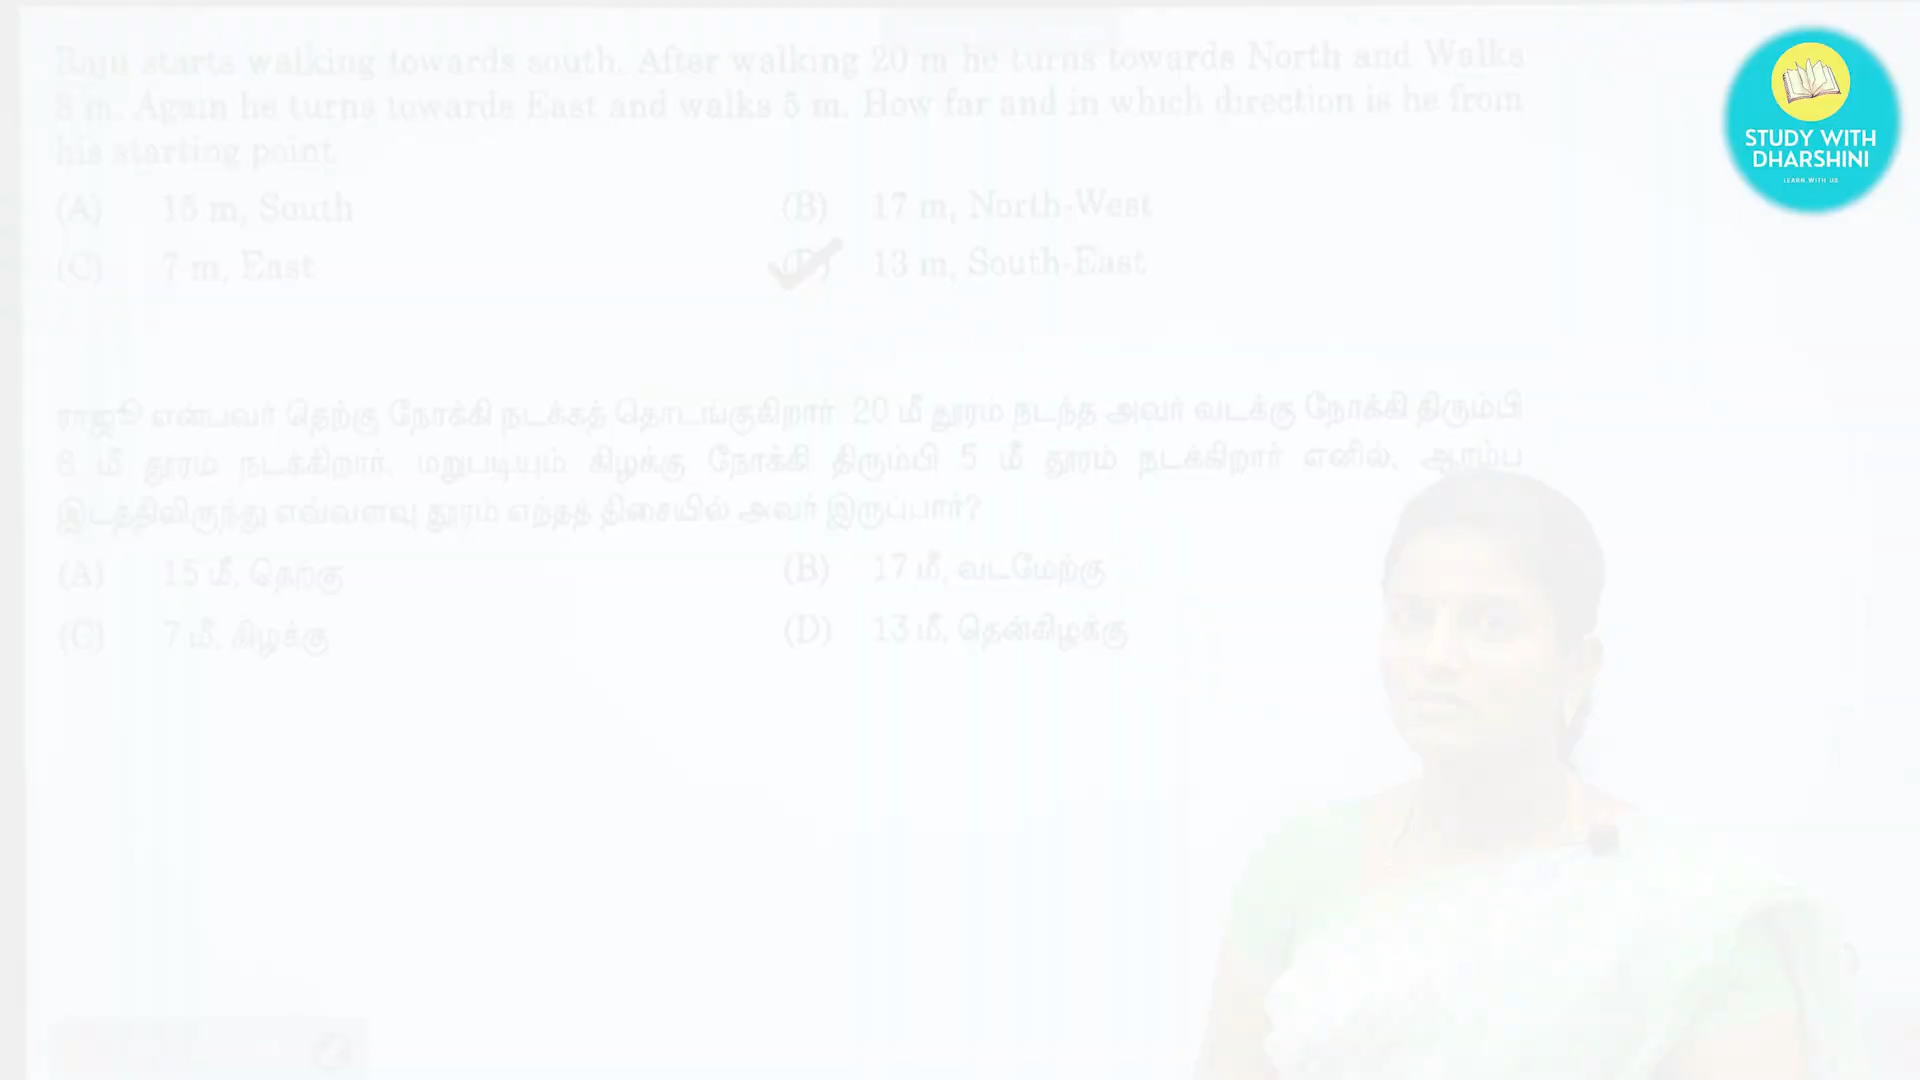 Raju starts walking towards south. After walking 20 m he turns towards North and Walks
8 m. Again he turns towards East and walks 5 m. How far and in which direction is he from
his starting point.
(A) 15 m, South (B) 17 m, North-West
(C) 7 m, East (D) 13 m, South-East
ராஜு என்பவர் தெற்கு நோக்கி நடக்கத் தொடங்குகிறார் 20 மீ தூரம் நடந்த அவர் வடக்கு நோக்கி திரும்பி
8 மீ தூரம் நடக்கிறார். மறுபடியும் கிழக்கு நோக்கி திரும்பி 5 மீ தூரம் நடக்கிறார் எனில், ஆரம்ப
இடத்திலிருந்து எவ்வளவு தூரம் எந்தத் திசையில் அவர் இருப்பார்?
(A) 15 மீ, தெற்கு (B) 17 மீ, வடமேற்கு
(C) 7 மீ, கிழக்கு (D) 13 மீ, தென்கிழக்கு
STUDY WITH
DHARSHINI
LEARN WITH US